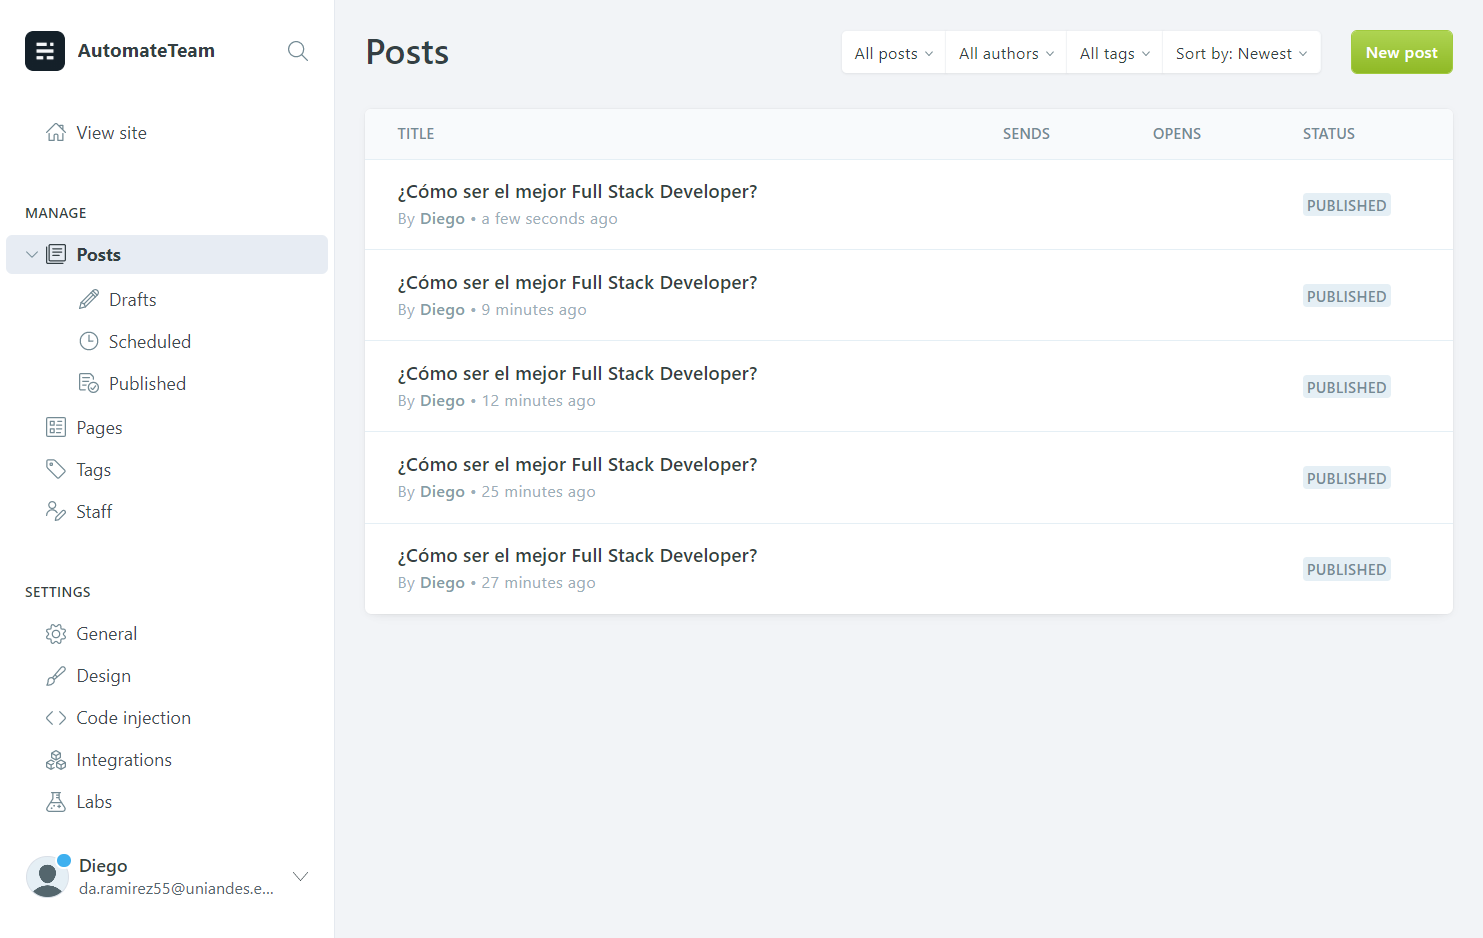 AutomateTeam
View site
MANAGE
Posts
Drafts
Scheduled
Published
Pages
Tags
Staff
SETTINGS
General
Design
Code injection
Integrations
Labs
Diego
da.ramirez55@uniandes.e...
Posts
All posts
All authors
All tags
Sort by: Newest
New post
TITLE SENDS OPENS STATUS
¿Cómo ser el mejor Full Stack Developer?
By Diego • a few seconds ago
PUBLISHED
¿Cómo ser el mejor Full Stack Developer?
By Diego • 9 minutes ago
PUBLISHED
¿Cómo ser el mejor Full Stack Developer?
By Diego • 12 minutes ago
PUBLISHED
¿Cómo ser el mejor Full Stack Developer?
By Diego • 25 minutes ago
PUBLISHED
¿Cómo ser el mejor Full Stack Developer?
By Diego • 27 minutes ago
PUBLISHED